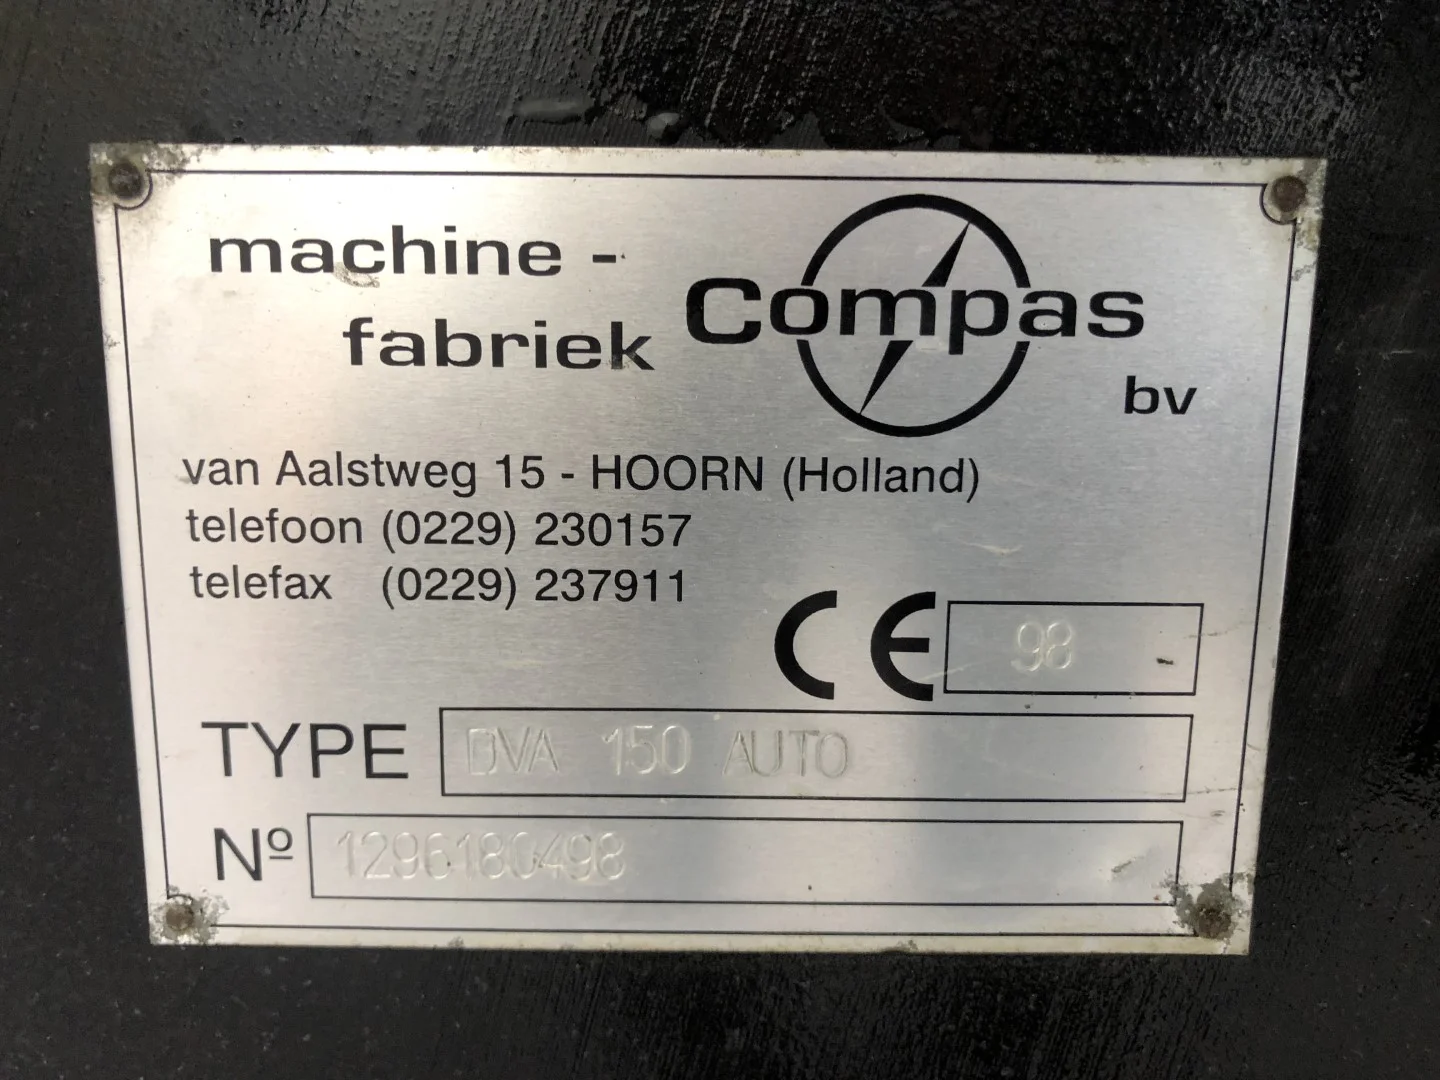 machine -
fabriek
Compas
bv
van Aalstweg 15 - HOORN (Holland)
telefoon (0229) 230157
telefax (0229) 237911
CE 98
TYPE DVA 150 AUTO
Nº 1296180498